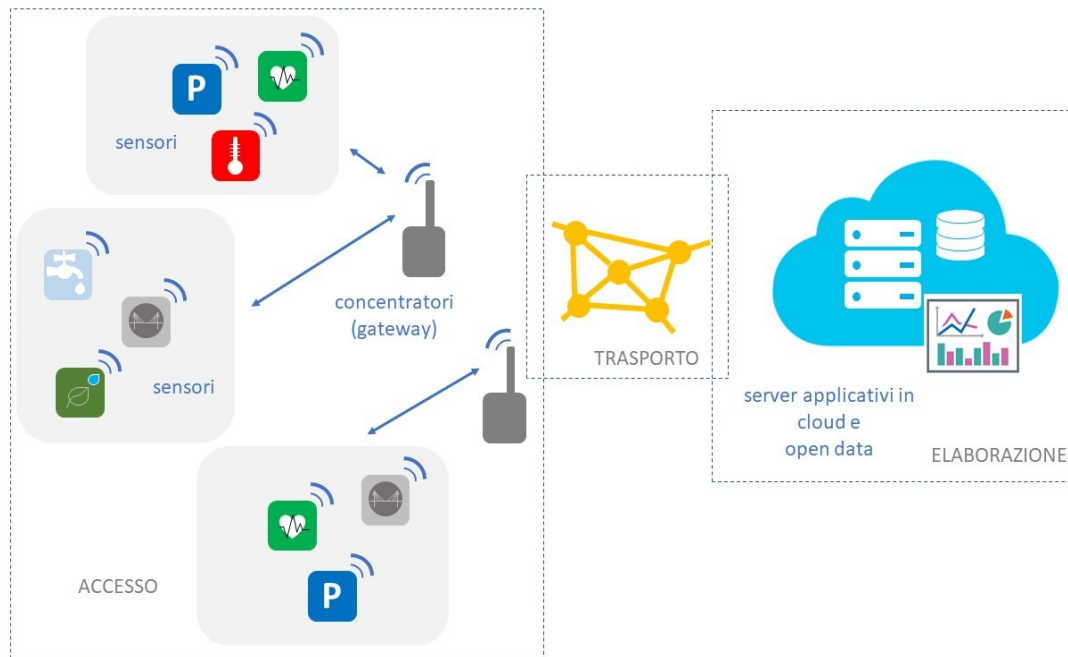 P
sensori
concentratori
(gateway)
sensori
P
ACCESSO
TRASPORTO
server applicativi in
cloud e
open data
ELABORAZIONE